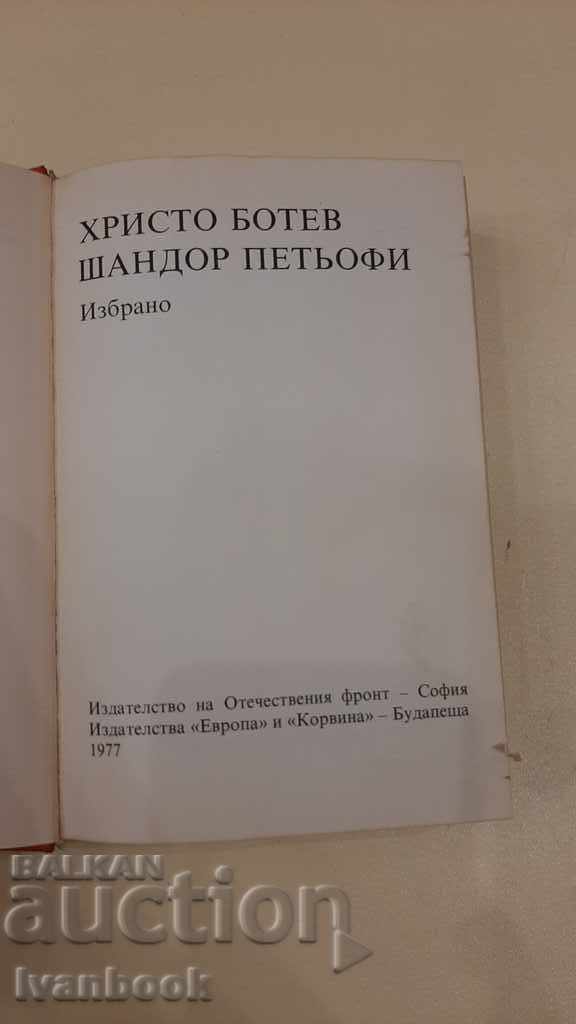 ХРИСТО БОТЕВ
ШАНДОР ПЕТЬОФИ
Избрано
Издателство на Отечествения фронт – София
Издателства «Европа» и «Корвина» – Будапеща
1977
BALKAN
auction
Ivanbook